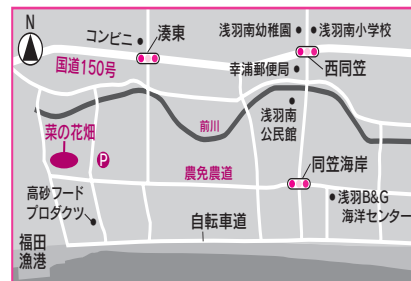 N
コンビニ
湊東
浅羽南幼稚園
浅羽南小学校
国道150号
幸浦郵便局
西同笠
浅羽南
公民館
前川
菜の花畑
P
農免農道
同笠海岸
高砂フード
プロダクツ
浅羽B&G
海洋センター
自転車道
福田
漁港